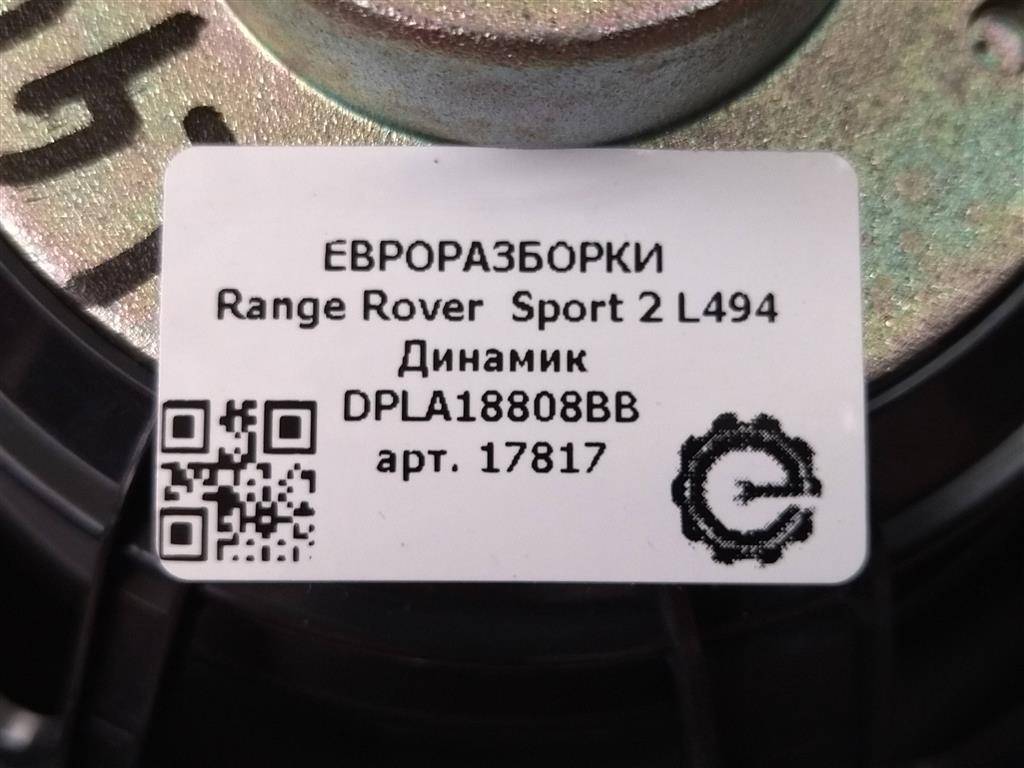 ЕВРОРАЗБОРКИ
Range Rover Sport 2 L494
Динамик
DPLA18808BB
арт. 17817